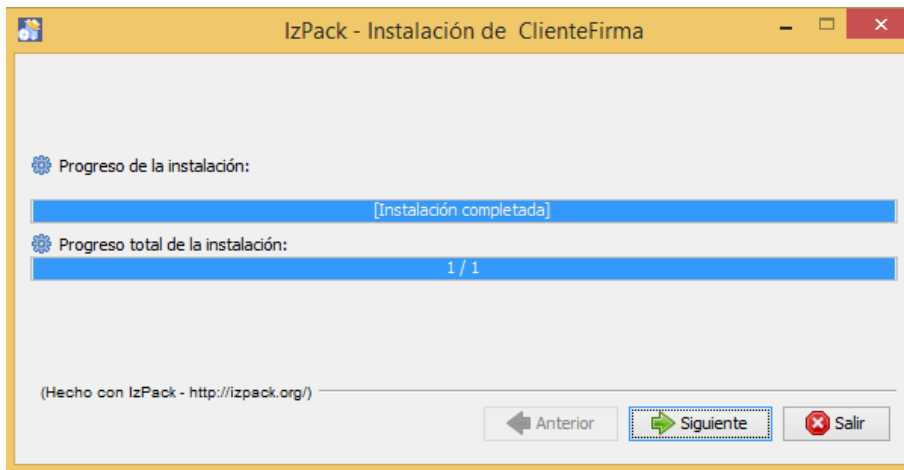 IzPack - Instalación de ClienteFirma
Progreso de la instalación:
[Instalación completada]
Progreso total de la instalación:
1 / 1
(Hecho con IzPack - http://izpack.org/)
Anterior Siguiente Salir